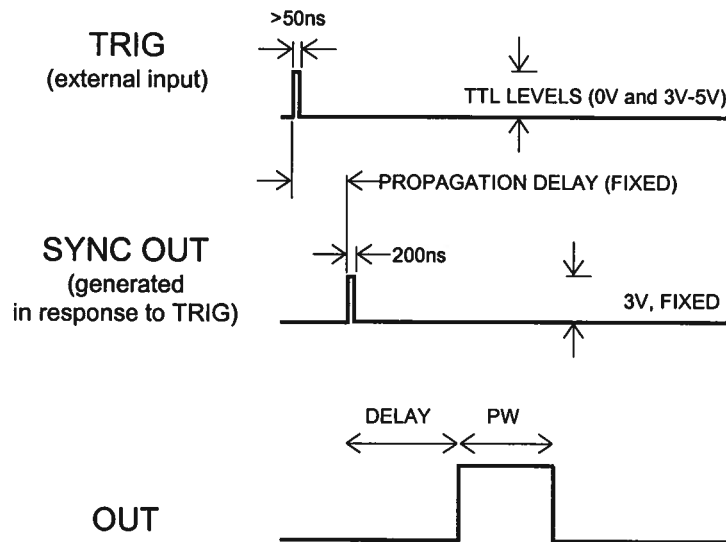 >50ns
TRIG
(external input)
TTL LEVELS (0V and 3V-5V)
PROPAGATION DELAY (FIXED)
SYNC OUT
(generated
in response to TRIG)
200ns
3V, FIXED
DELAY
PW
OUT